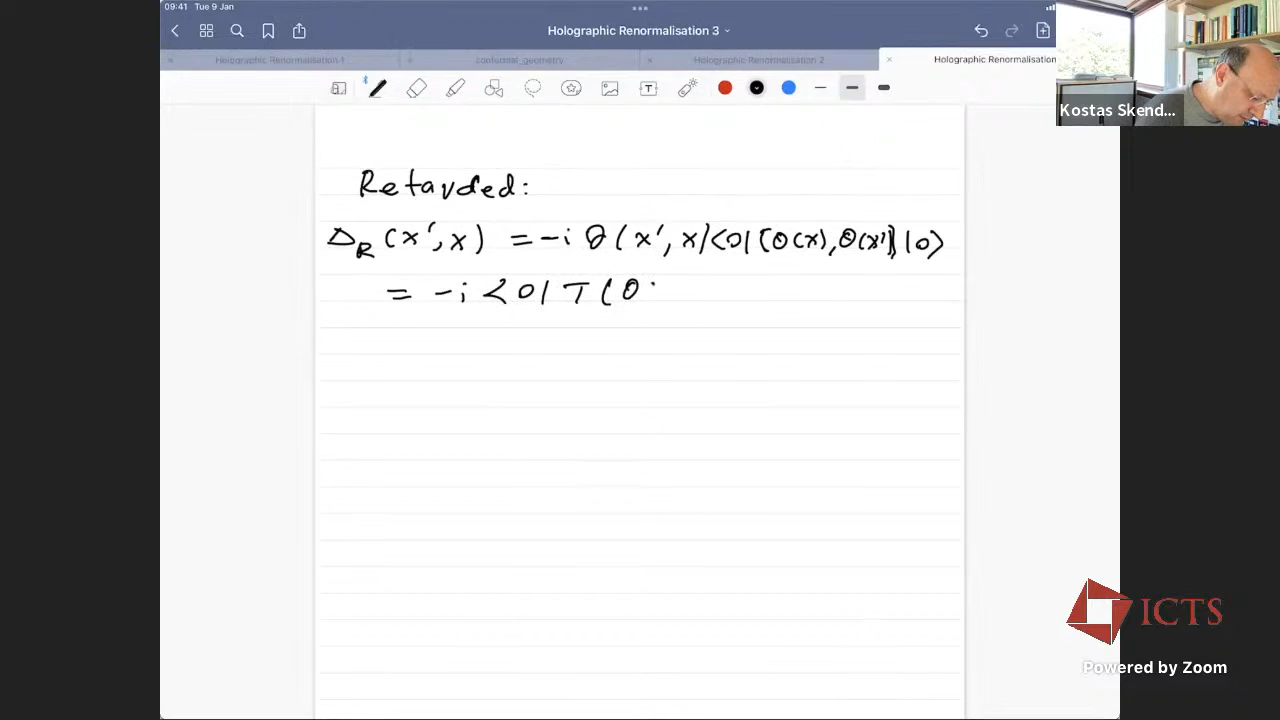 09:41 Tue 9 Jan
Holographic Renormalisation 3
Holographic Renormalisation 1
conformal_geometry
Holographic Renormalisation 2
Holographic Renormalisation
Kostas Skend...
Retarded:
Δ_R (x', x) = -i θ(x', x) <0|[O(x), O(x')]|0>
= -i <0| T (O
ICTS
Powered by Zoom